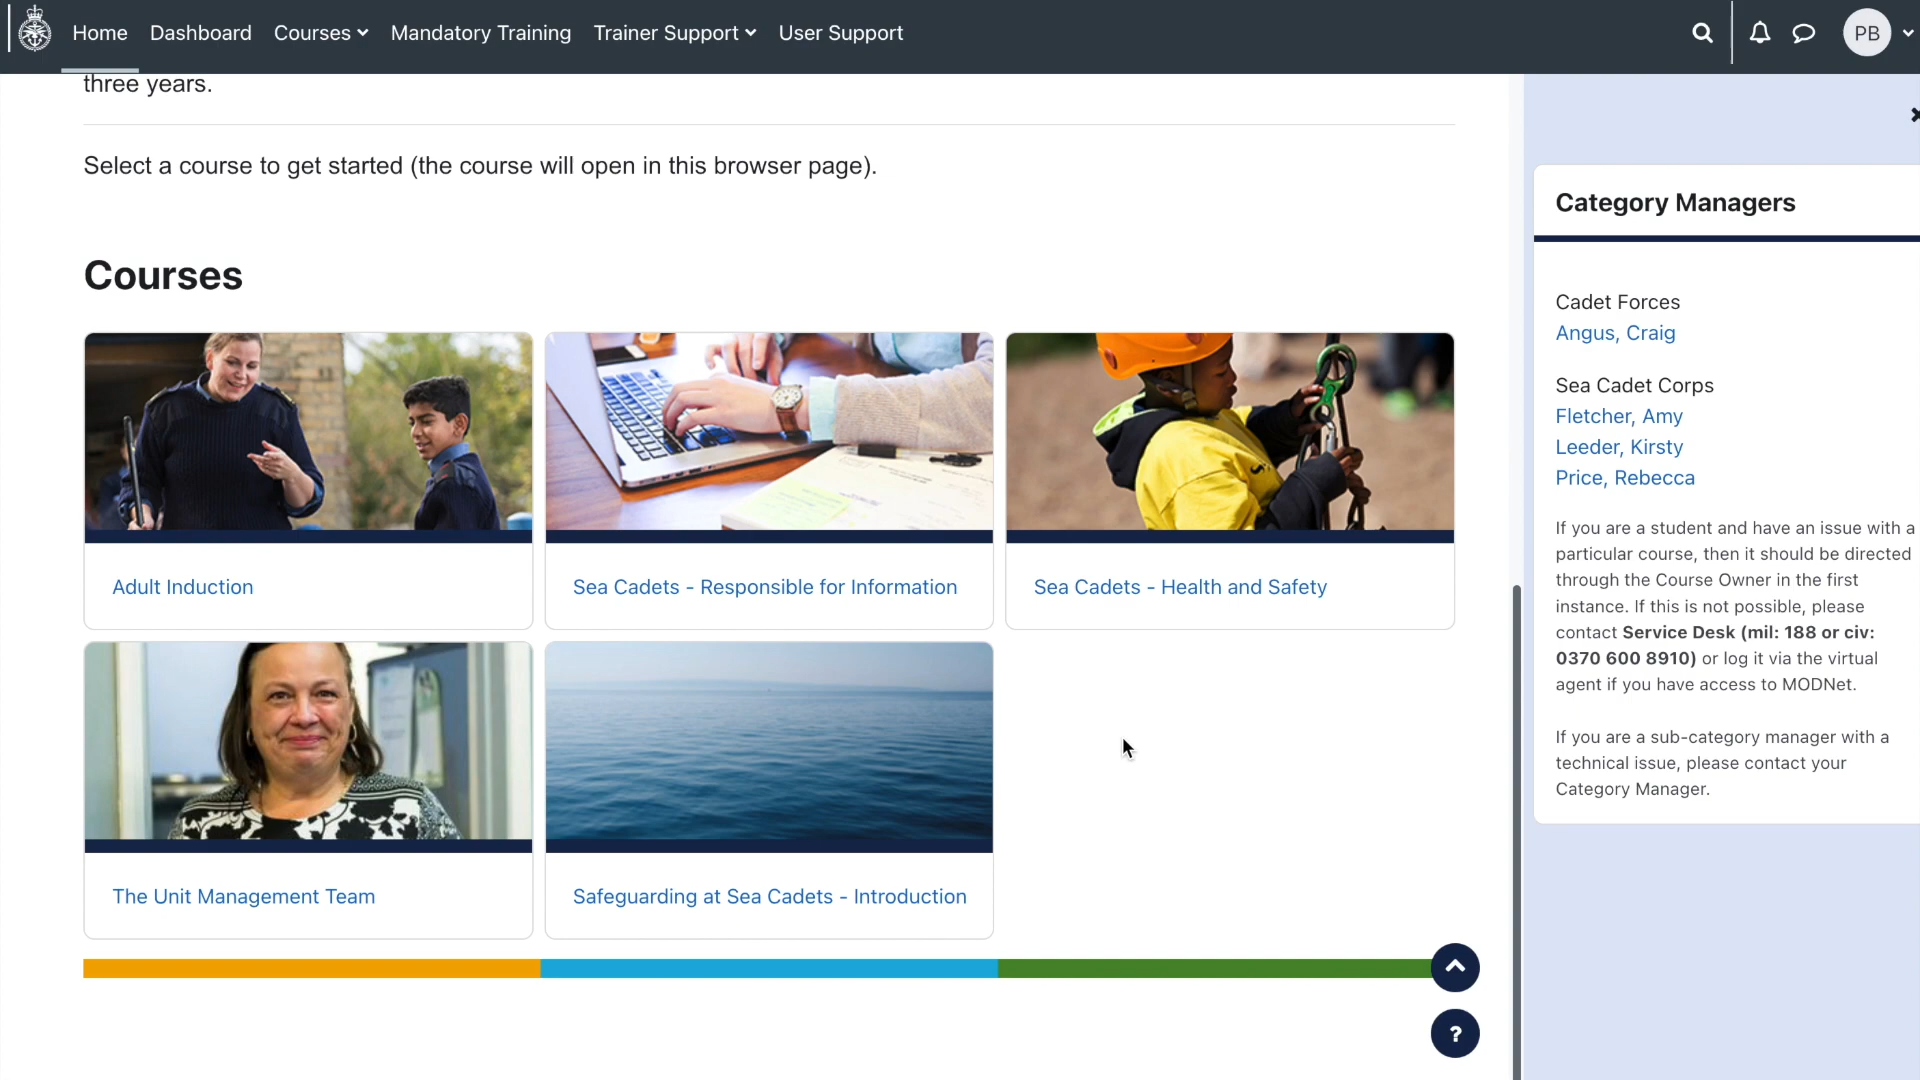 Home Dashboard Courses Mandatory Training Trainer Support User Support PB
three years.
Select a course to get started (the course will open in this browser page).
Courses
Adult Induction
Sea Cadets - Responsible for Information
Sea Cadets - Health and Safety
The Unit Management Team
Safeguarding at Sea Cadets - Introduction
?
Category Managers
Cadet Forces
Angus, Craig
Sea Cadet Corps
Fletcher, Amy
Leeder, Kirsty
Price, Rebecca
If you are a student and have an issue with a
particular course, then it should be directed
through the Course Owner in the first
instance. If this is not possible, please
contact Service Desk (mil: 188 or civ:
0370 600 8910) or log it via the virtual
agent if you have access to MODNet.
If you are a sub-category manager with a
technical issue, please contact your
Category Manager.